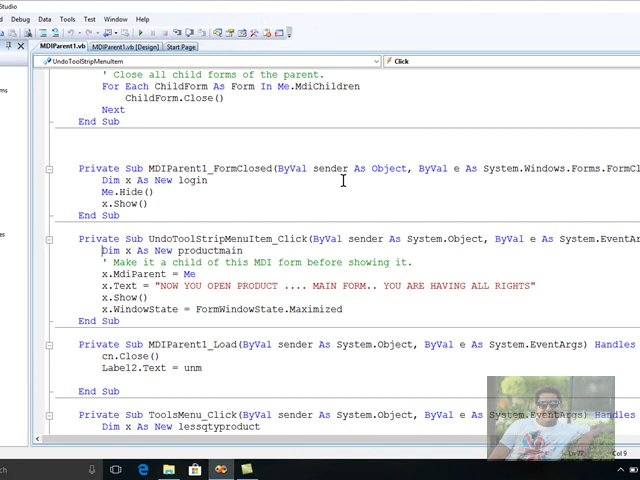 Studio
Debug Data Tools Test Window Help
MDIParent1.vb MDIParent1.vb [Design] Start Page
UndoToolStripMenuItem Click
' Close all child forms of the parent.
For Each ChildForm As Form In Me.MdiChildren
ChildForm.Close()
Next
End Sub
Private Sub MDIParent1_FormClosed(ByVal sender As Object, ByVal e As System.Windows.Forms.FormCl
Dim x As New login
Me.Hide()
x.Show()
End Sub
Private Sub UndoToolStripMenuItem_Click(ByVal sender As System.Object, ByVal e As System.EventAr
Dim x As New productmain
' Make it a child of this MDI form before showing it.
x.MdiParent = Me
x.Text = "NOW YOU OPEN PRODUCT .... MAIN FORM.. YOU ARE HAVING ALL RIGHTS"
x.Show()
x.WindowState = FormWindowState.Maximized
End Sub
Private Sub MDIParent1_Load(ByVal sender As System.Object, ByVal e As System.EventArgs) Handles
cn.Close()
Label2.Text = unm
End Sub
Private Sub ToolsMenu_Click(ByVal sender As System.Object, ByVal e As System.EventArgs) Handles
Dim x As New lessqtyproduct
Ln 77 Col 9